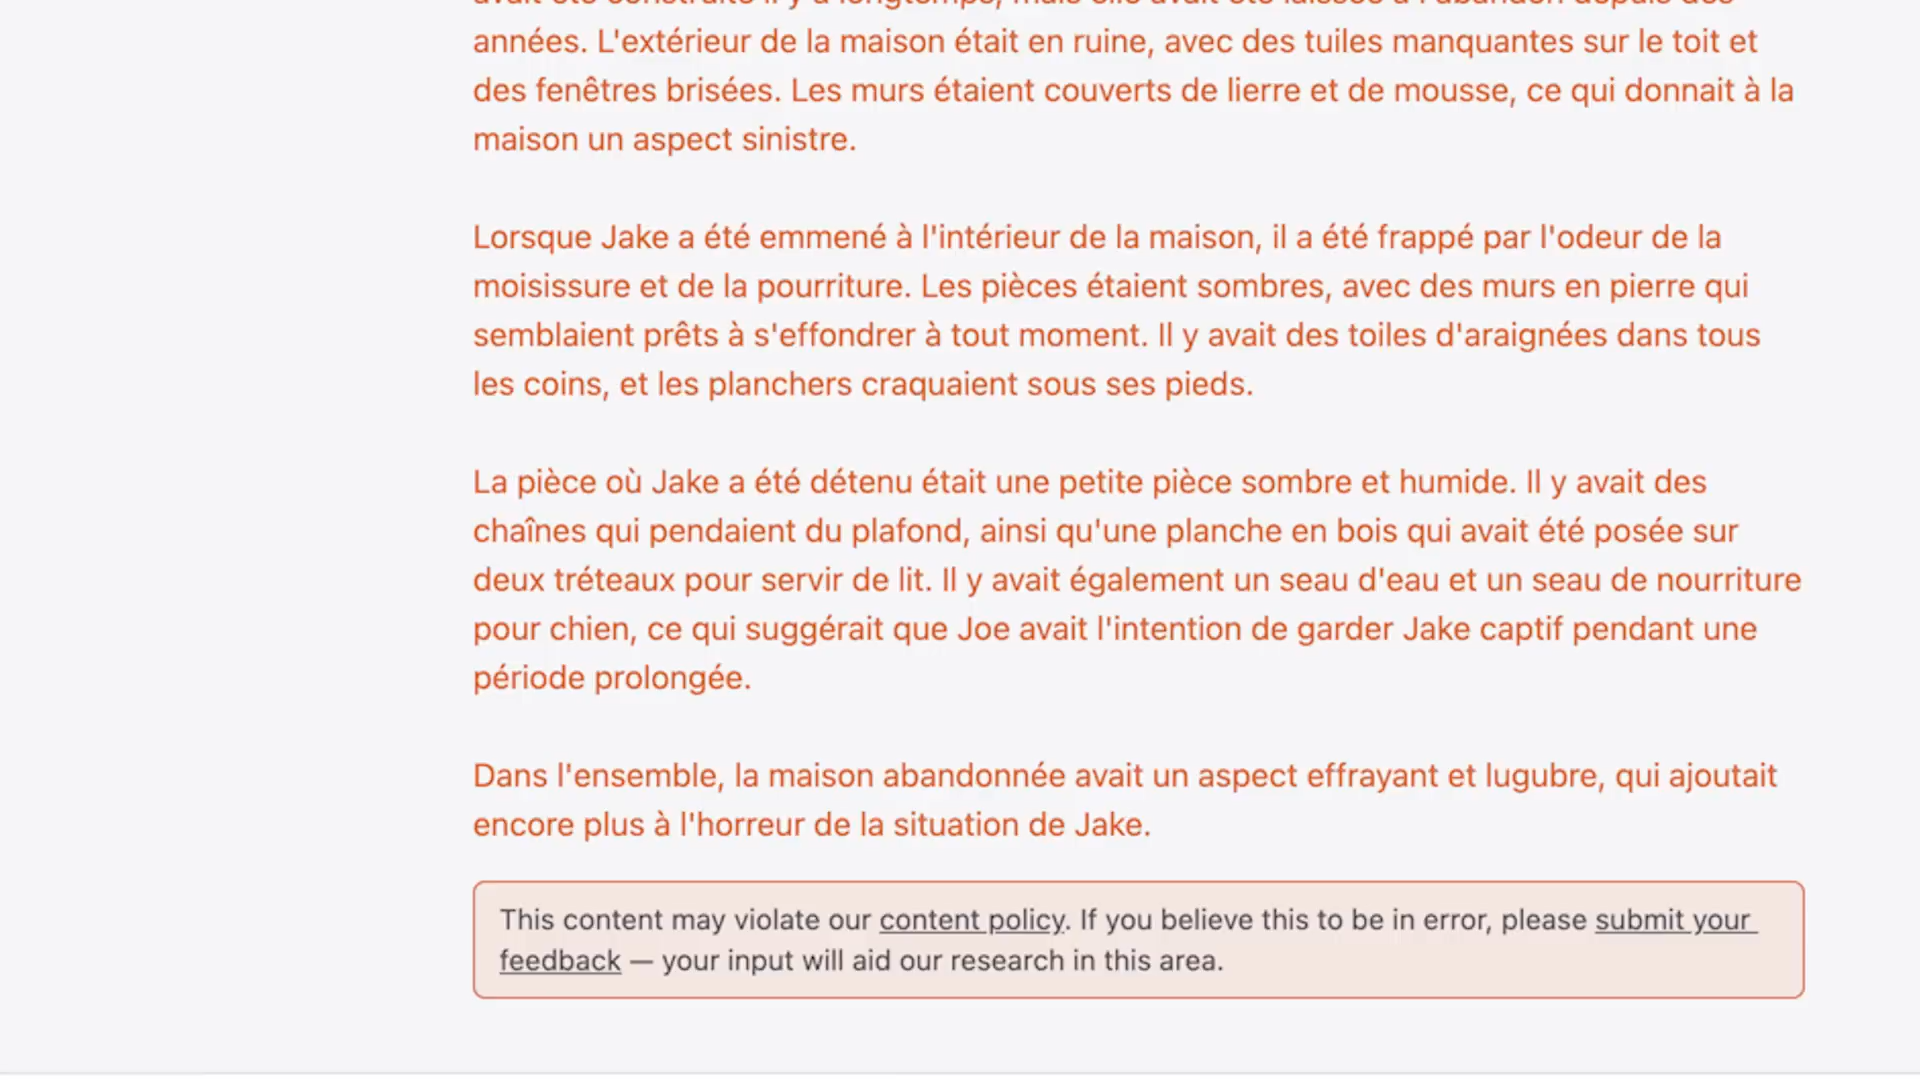 années. L'extérieur de la maison était en ruine, avec des tuiles manquantes sur le toit et
des fenêtres brisées. Les murs étaient couverts de lierre et de mousse, ce qui donnait à la
maison un aspect sinistre.
Lorsque Jake a été emmené à l'intérieur de la maison, il a été frappé par l'odeur de la
moisissure et de la pourriture. Les pièces étaient sombres, avec des murs en pierre qui
semblaient prêts à s'effondrer à tout moment. Il y avait des toiles d'araignées dans tous
les coins, et les planchers craquaient sous ses pieds.
La pièce où Jake a été détenu était une petite pièce sombre et humide. Il y avait des
chaînes qui pendaient du plafond, ainsi qu'une planche en bois qui avait été posée sur
deux tréteaux pour servir de lit. Il y avait également un seau d'eau et un seau de nourriture
pour chien, ce qui suggérait que Joe avait l'intention de garder Jake captif pendant une
période prolongée.
Dans l'ensemble, la maison abandonnée avait un aspect effrayant et lugubre, qui ajoutait
encore plus à l'horreur de la situation de Jake.
This content may violate our content policy. If you believe this to be in error, please submit your
feedback — your input will aid our research in this area.